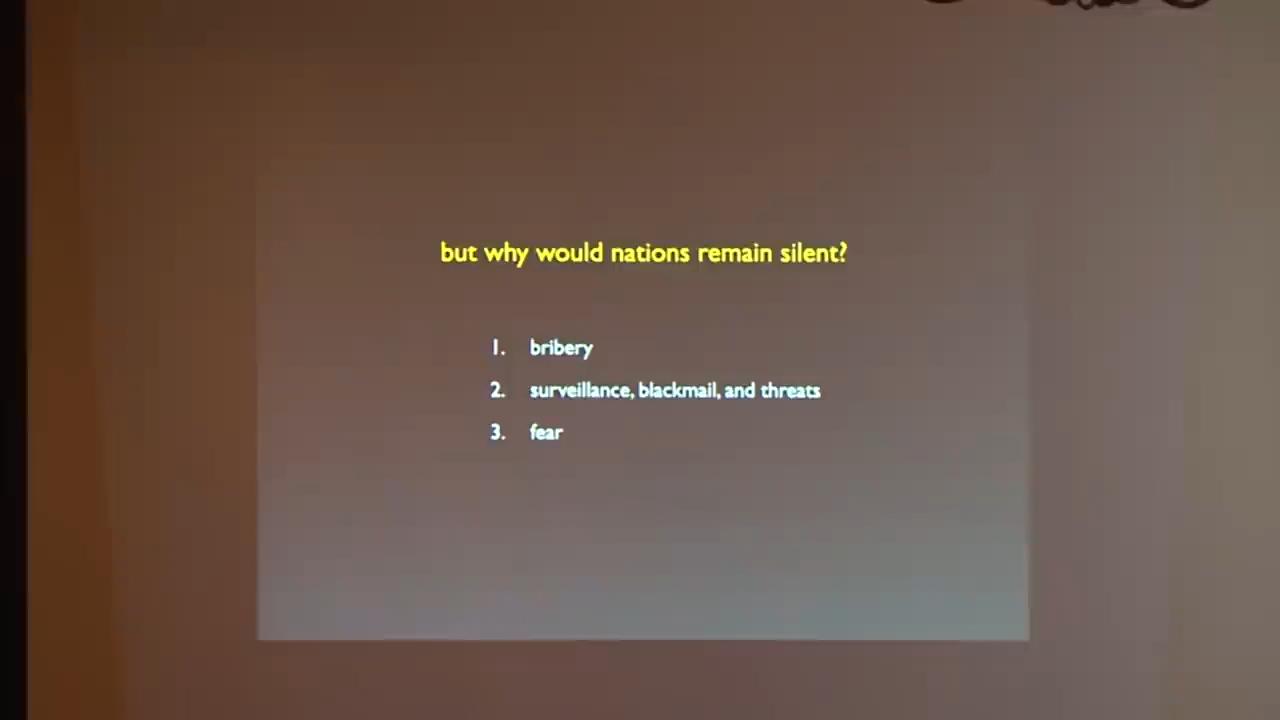 but why would nations remain silent?
1. bribery
2. surveillance, blackmail, and threats
3. fear